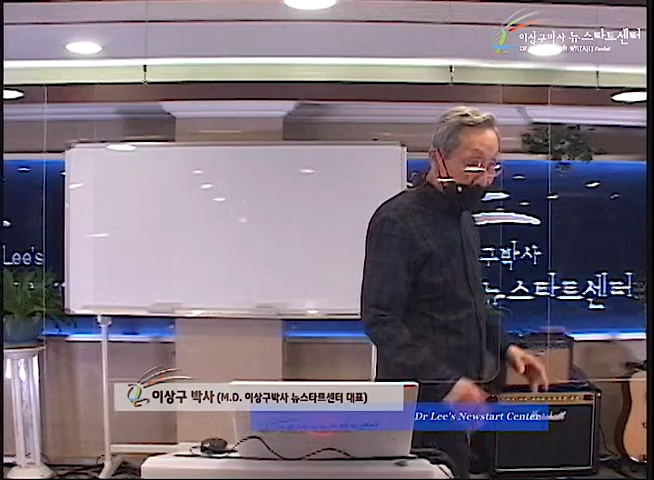 이상구박사 뉴스타트센터
Lee's
구박사
뉴스타트센터
이상구 박사 (M.D. 이상구박사 뉴스타트센터 대표)
Dr Lee's Newstart Center